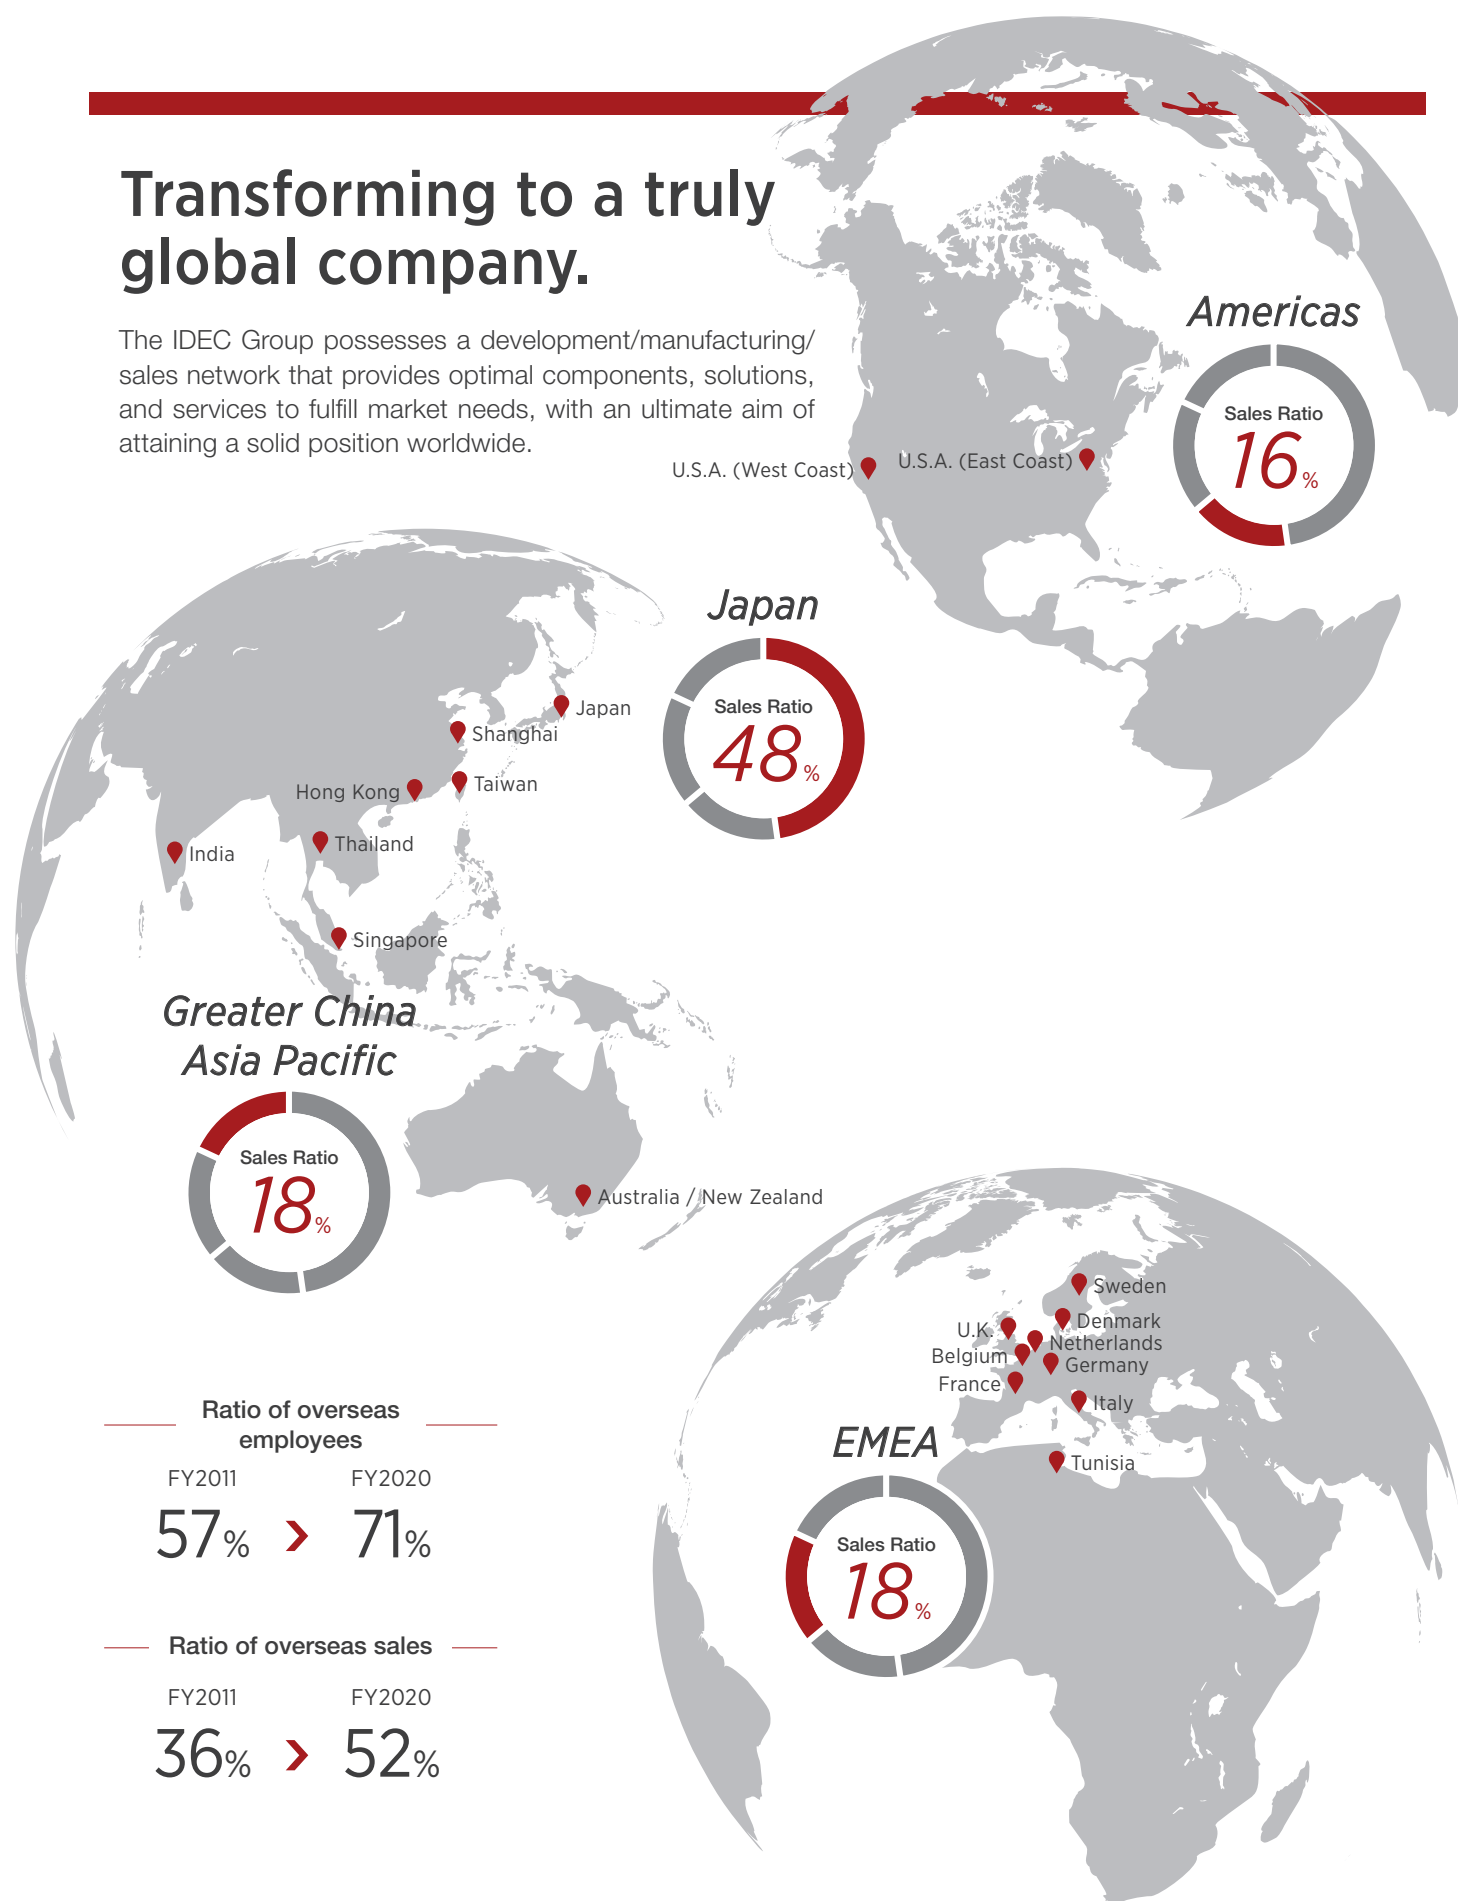 Transforming to a truly
global company.
The IDEC Group possesses a development/manufacturing/
sales network that provides optimal components, solutions,
and services to fulfill market needs, with an ultimate aim of
attaining a solid position worldwide.
Americas
Sales Ratio
16%
U.S.A. (West Coast)
U.S.A. (East Coast)
Japan
Sales Ratio
48%
Japan
Shanghai
Taiwan
Hong Kong
Thailand
India
Singapore
Greater China
Asia Pacific
Sales Ratio
18%
Australia / New Zealand
Sweden
Denmark
U.K.
Netherlands
Belgium
Germany
France
Italy
Tunisia
EMEA
Sales Ratio
18%
Ratio of overseas
employees
FY2011 FY2020
57% 71%
Ratio of overseas sales
FY2011 FY2020
36% 52%